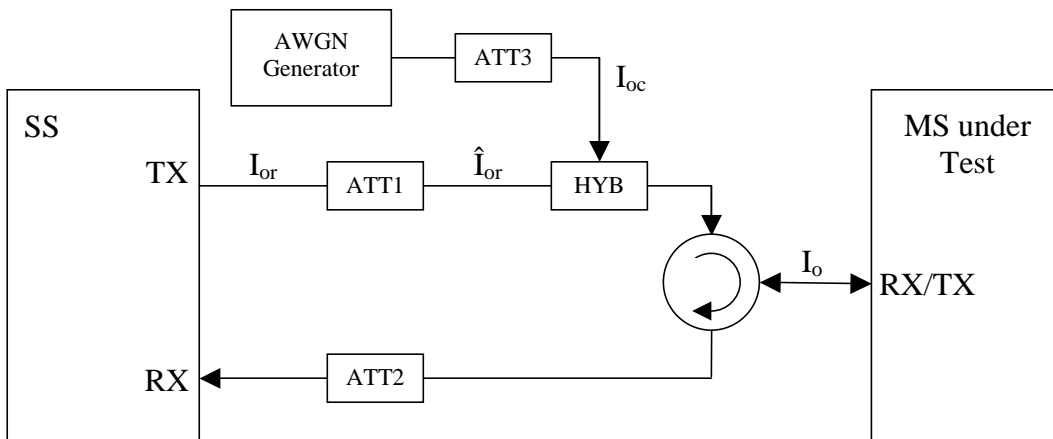 AWGN
Generator
ATT3
I_oc
SS
MS under
Test
TX
I_or
ATT1
Î_or
HYB
I_o
RX/TX
RX
ATT2